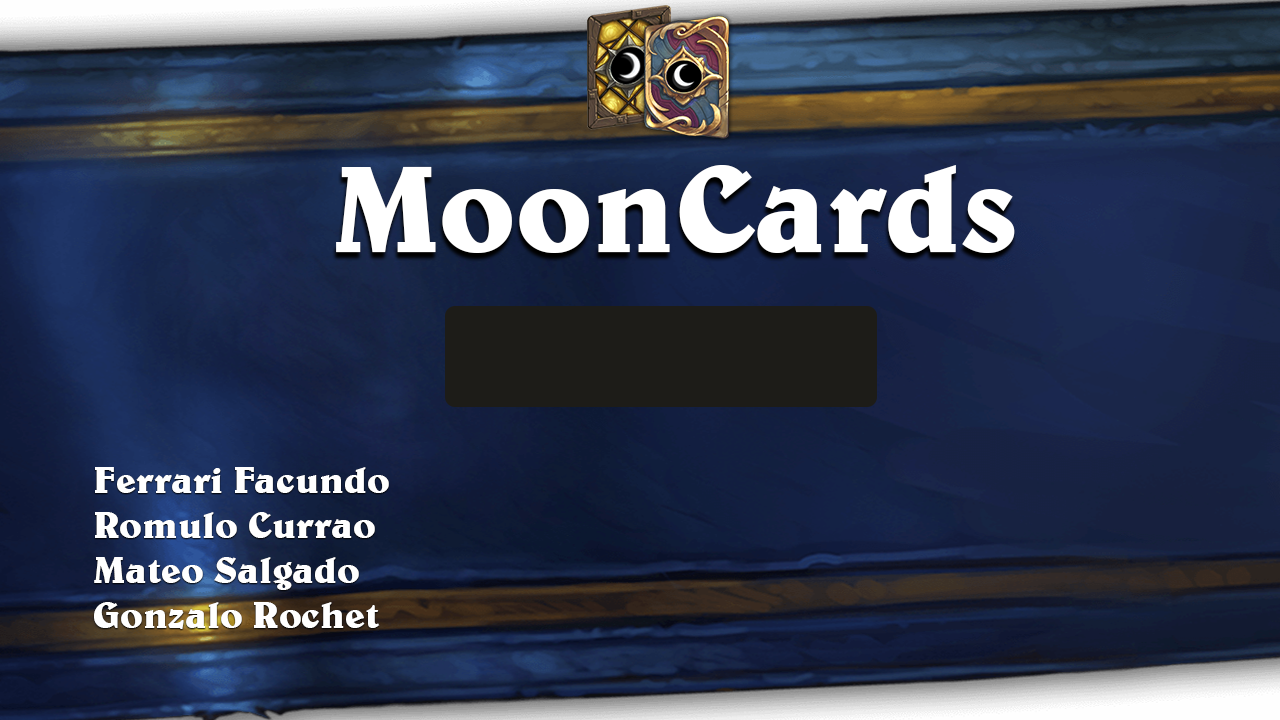 MoonCards
Ferrari Facundo
Romulo Currao
Mateo Salgado
Gonzalo Rochet